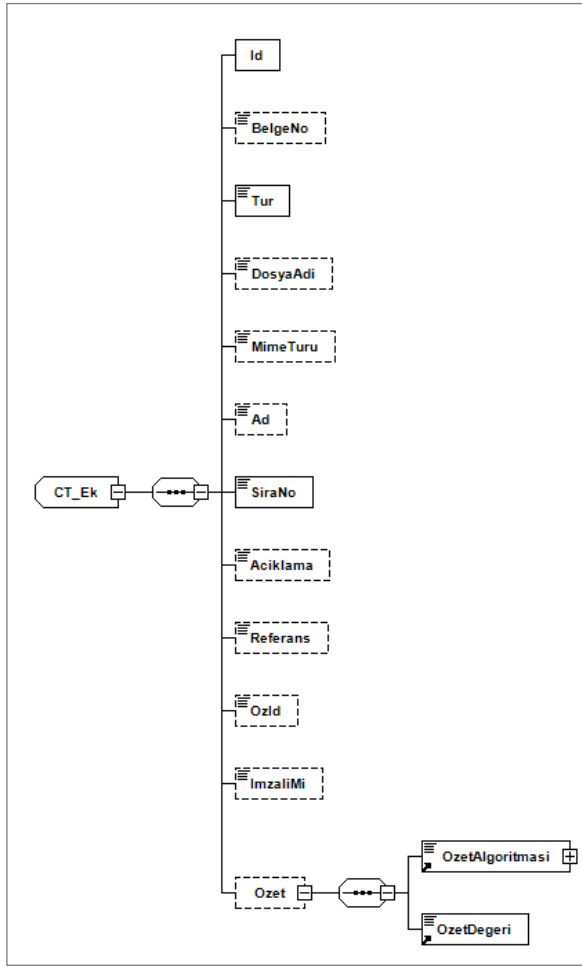 Id
BelgeNo
Tur
DosyaAdi
MimeTuru
Ad
CT_Ek
SiraNo
Aciklama
Referans
OzId
ImzaliMi
OzetAlgoritmasi
Ozet
OzetDegeri